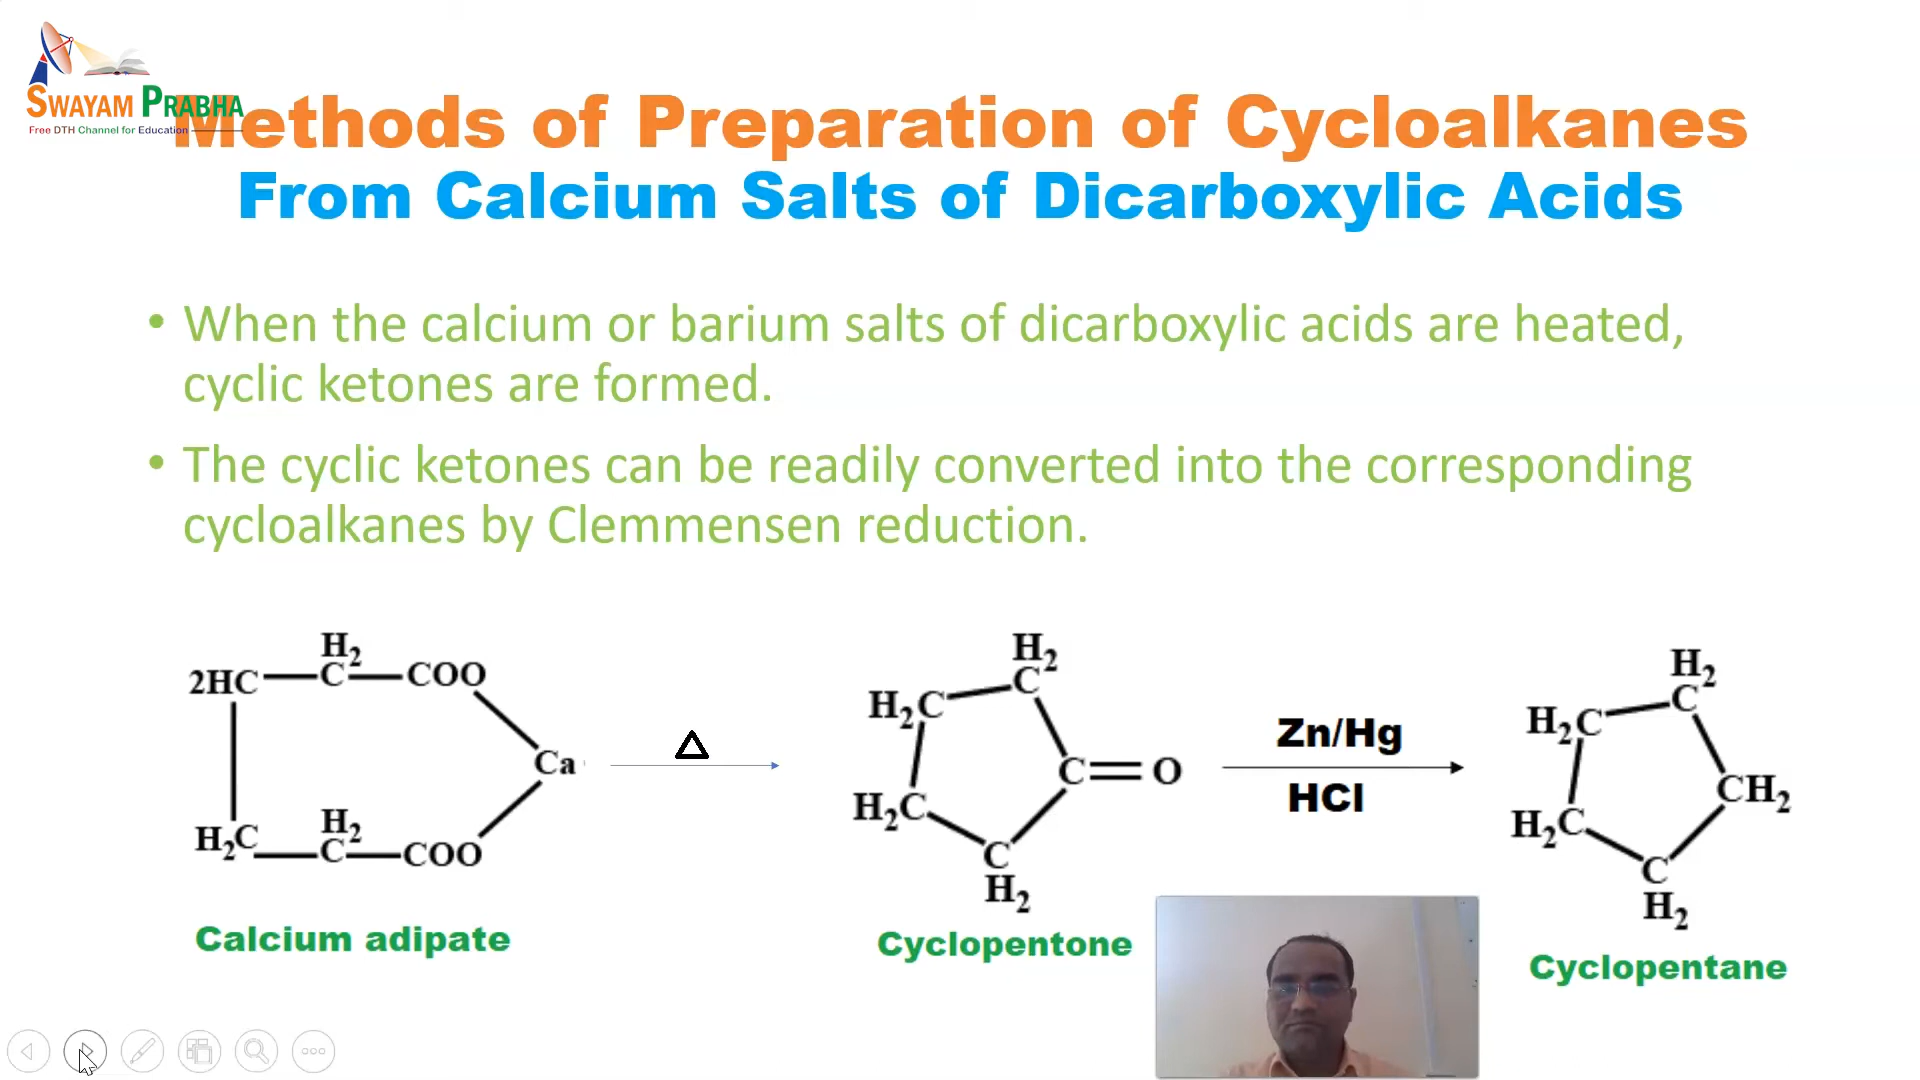 SWAYAM PRABHA
Free DTH Channel for Education
Methods of Preparation of Cycloalkanes
From Calcium Salts of Dicarboxylic Acids
• When the calcium or barium salts of dicarboxylic acids are heated,
cyclic ketones are formed.
• The cyclic ketones can be readily converted into the corresponding
cycloalkanes by Clemmensen reduction.
H2
2HC C COO
Ca
H2
H2C C COO
Calcium adipate
Δ
H2
C
H2C
C O
H2C
C
H2
Cyclopentone
Zn/Hg
HCl
H2
C
H2C
CH2
H2C
C
H2
Cyclopentane